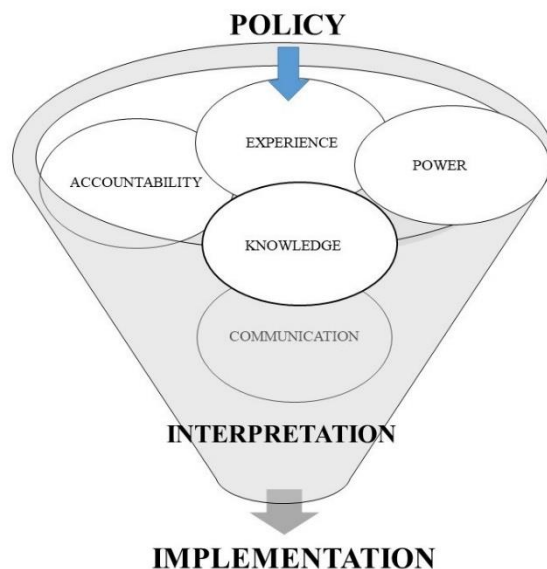 POLICY
EXPERIENCE
POWER
ACCOUNTABILITY
KNOWLEDGE
COMMUNICATION
INTERPRETATION
IMPLEMENTATION